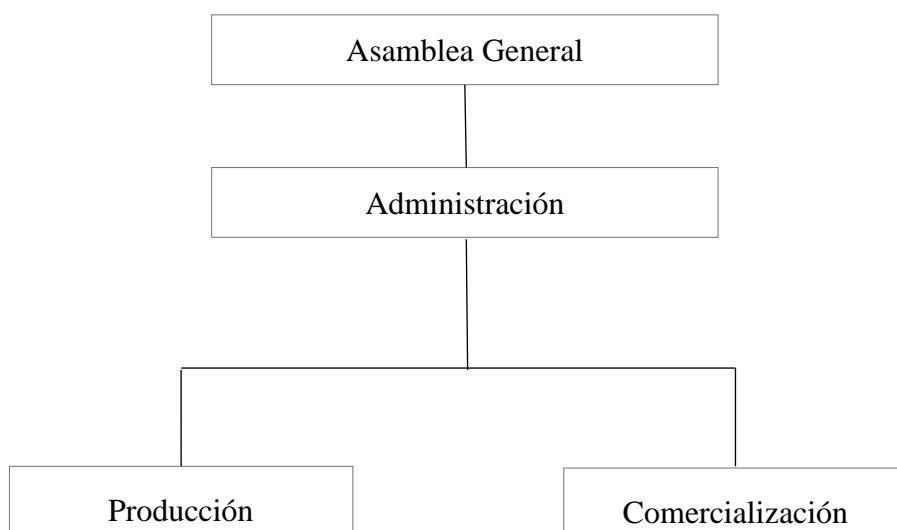 Asamblea General
Administración
Producción
Comercialización